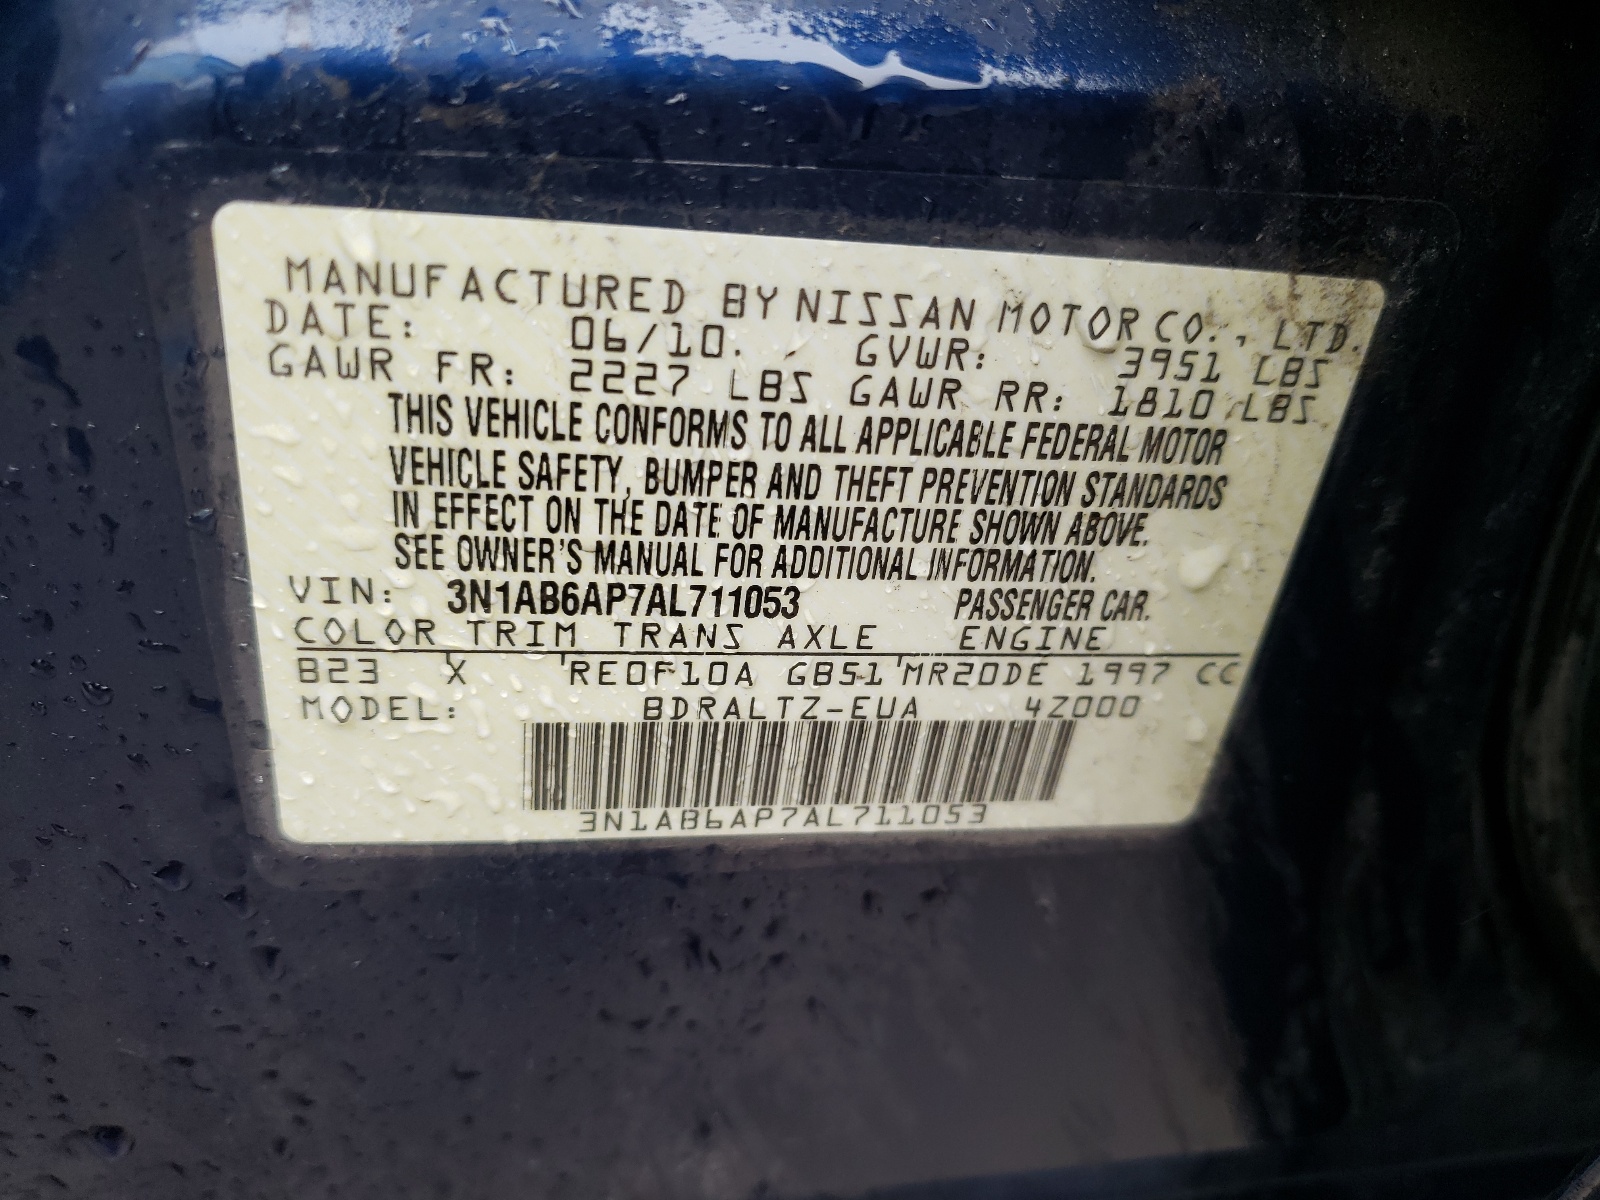 MANUFACTURED BY NISSAN MOTOR CO., LTD.
DATE: 06/10. GVWR: 3951 LBS
GAWR FR: 2227 LBS GAWR RR: 1810 LBS
THIS VEHICLE CONFORMS TO ALL APPLICABLE FEDERAL MOTOR
VEHICLE SAFETY, BUMPER AND THEFT PREVENTION STANDARDS
IN EFFECT ON THE DATE OF MANUFACTURE SHOWN ABOVE.
SEE OWNER'S MANUAL FOR ADDITIONAL INFORMATION.
VIN: 3N1AB6AP7AL711053 PASSENGER CAR.
COLOR TRIM TRANS AXLE ENGINE
B23 X RE0F10A GB51 MR20DE 1997 CC
MODEL: BDRALTZ-EUA 4Z000
3N1AB6AP7AL711053